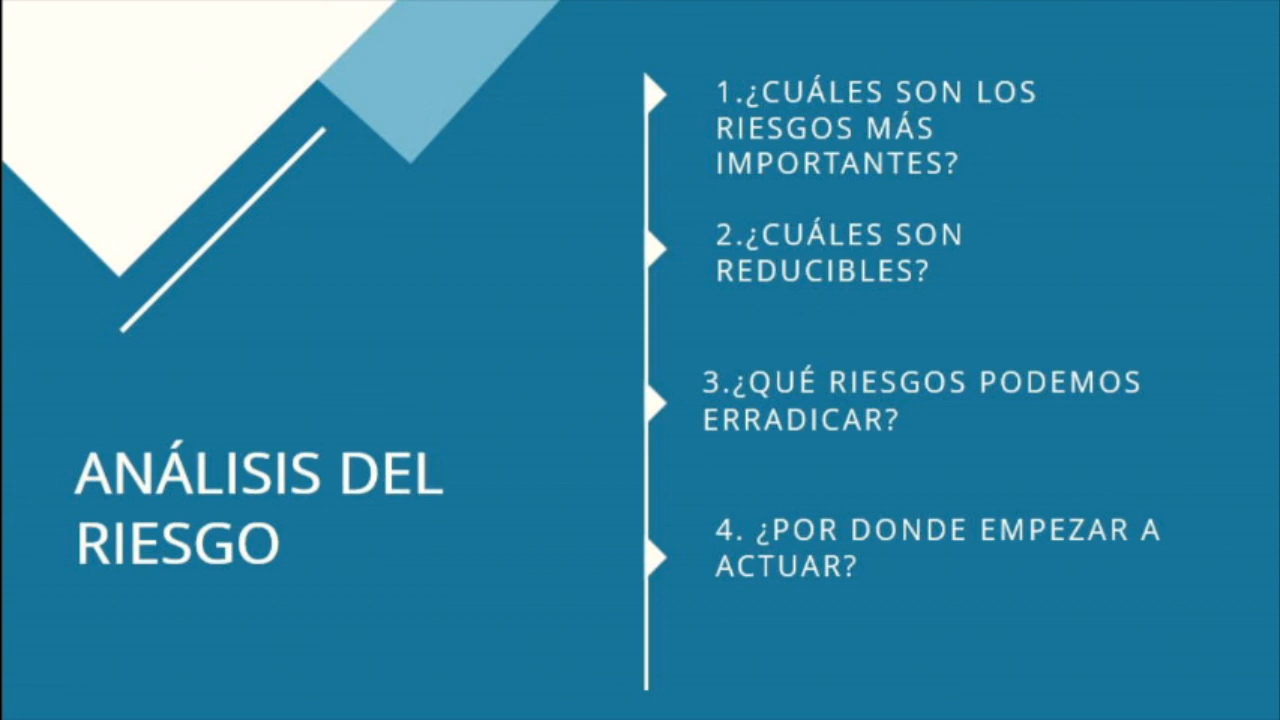 ANÁLISIS DEL
RIESGO
1.¿CUÁLES SON LOS
RIESGOS MÁS
IMPORTANTES?
2.¿CUÁLES SON
REDUCIBLES?
3.¿QUÉ RIESGOS PODEMOS
ERRADICAR?
4. ¿POR DONDE EMPEZAR A
ACTUAR?